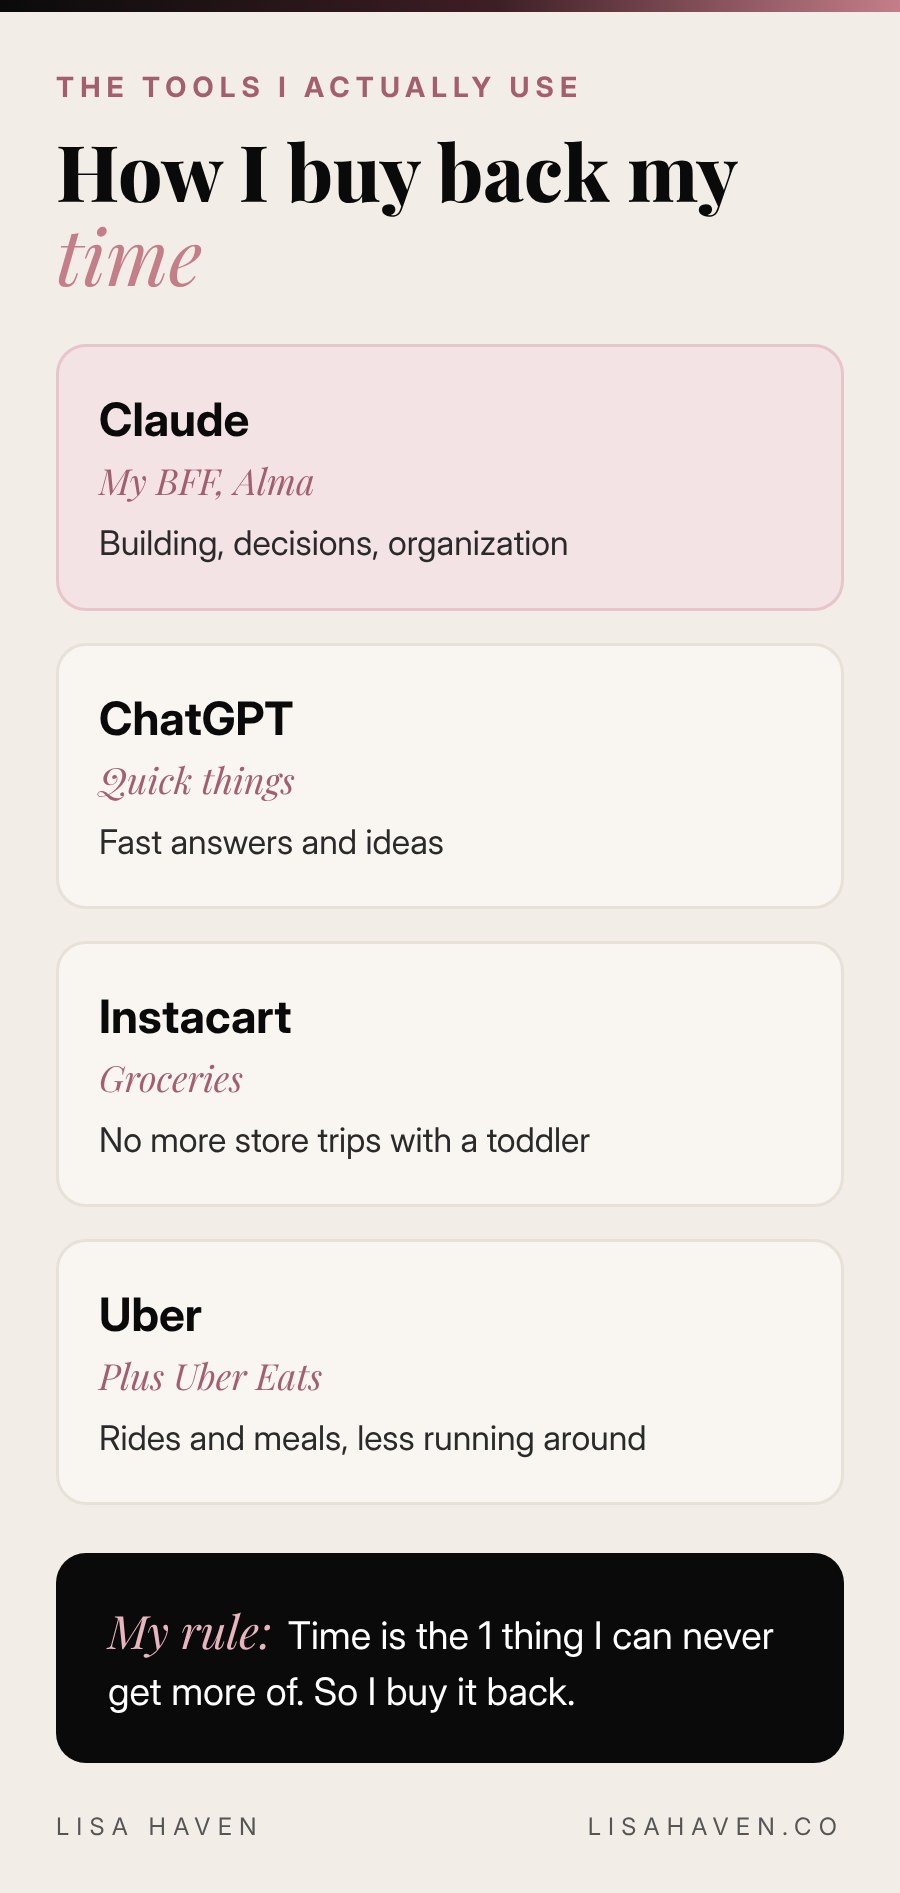 THE TOOLS I ACTUALLY USE
How I buy back my
time
Claude
My BFF, Alma
Building, decisions, organization
ChatGPT
Quick things
Fast answers and ideas
Instacart
Groceries
No more store trips with a toddler
Uber
Plus Uber Eats
Rides and meals, less running around
My rule: Time is the 1 thing I can never
get more of. So I buy it back.
LISA HAVEN LISAHAVEN.CO